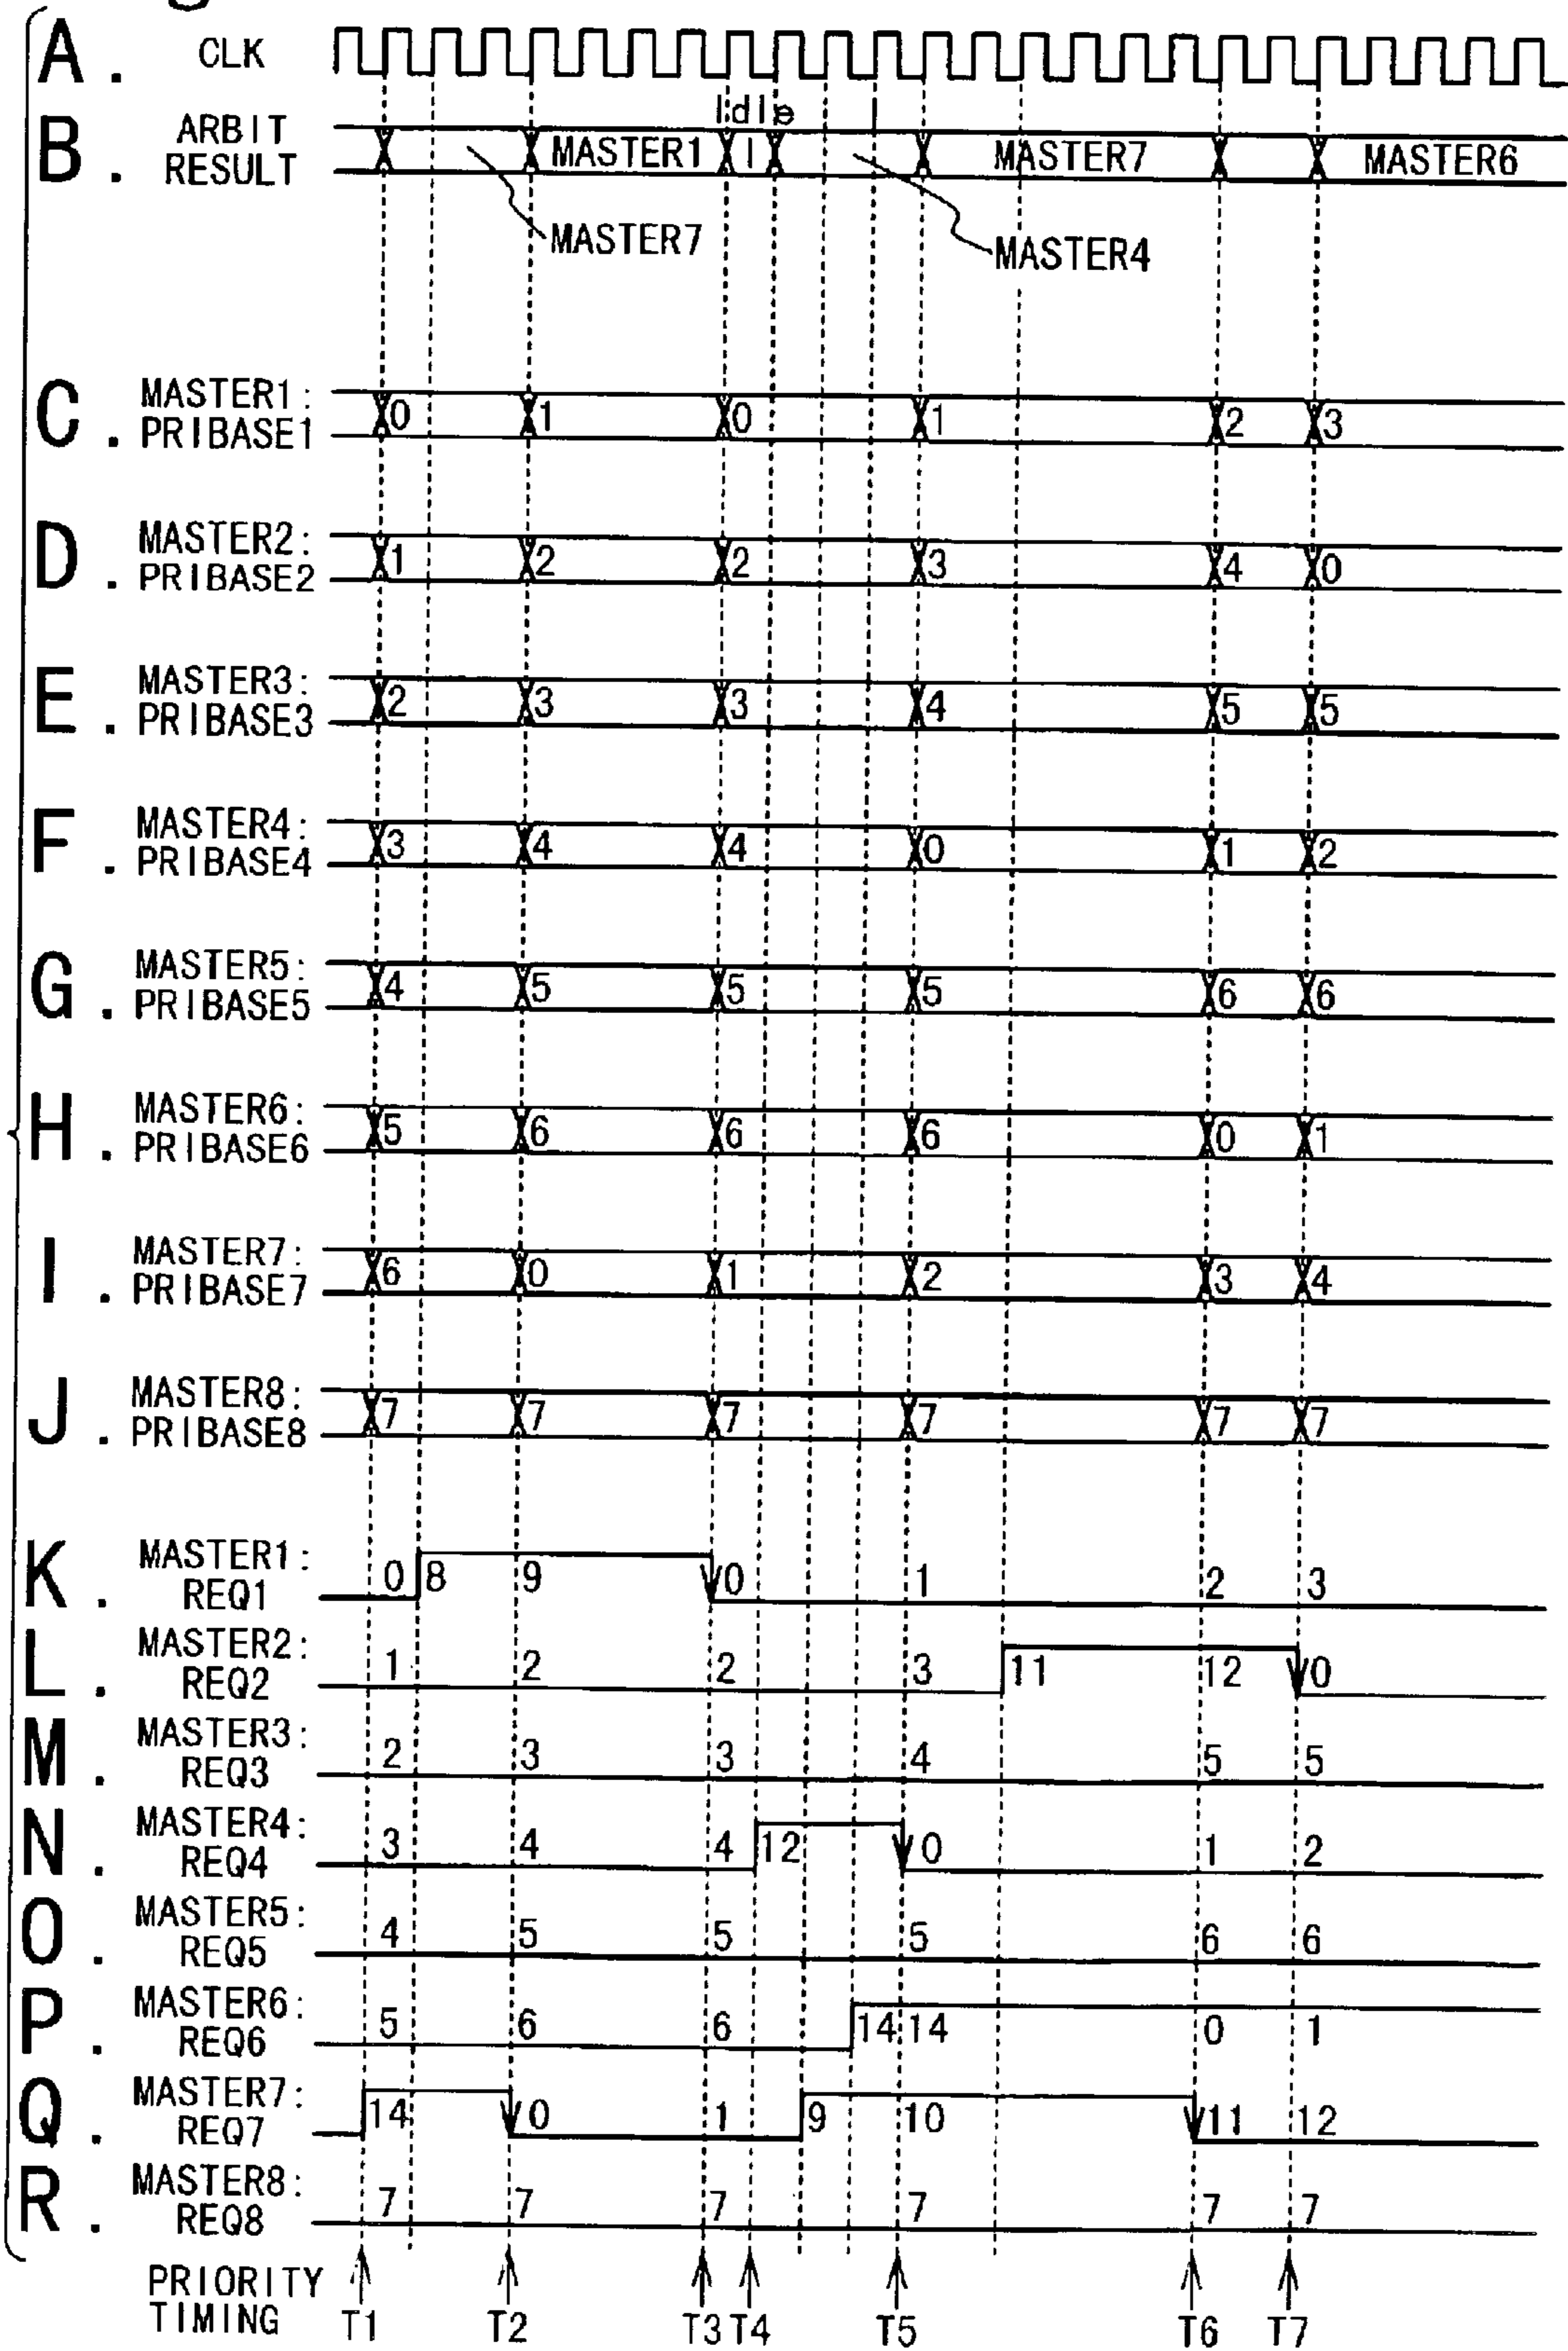 A. CLK
Idle
B. ARBIT RESULT MASTER1 I MASTER7 MASTER6
MASTER7 MASTER4
C. MASTER1: PRIBASE1 0 1 0 1 2 3
D. MASTER2: PRIBASE2 1 2 2 3 4 0
E. MASTER3: PRIBASE3 2 3 3 4 5 5
F. MASTER4: PRIBASE4 3 4 4 0 1 2
G. MASTER5: PRIBASE5 4 5 5 5 6 6
H. MASTER6: PRIBASE6 5 6 6 6 0 1
I. MASTER7: PRIBASE7 6 0 1 2 3 4
J. MASTER8: PRIBASE8 7 7 7 7 7 7
K. MASTER1: REQ1 0 8 9 0 1 2 3
L. MASTER2: REQ2 1 2 2 3 11 12 0
M. MASTER3: REQ3 2 3 3 4 5 5
N. MASTER4: REQ4 3 4 4 12 0 1 2
O. MASTER5: REQ5 4 5 5 5 6 6
P. MASTER6: REQ6 5 6 6 14 14 0 1
Q. MASTER7: REQ7 14 0 1 9 10 11 12
R. MASTER8: REQ8 7 7 7 7 7 7
PRIORITY TIMING T1 T2 T3 T4 T5 T6 T7